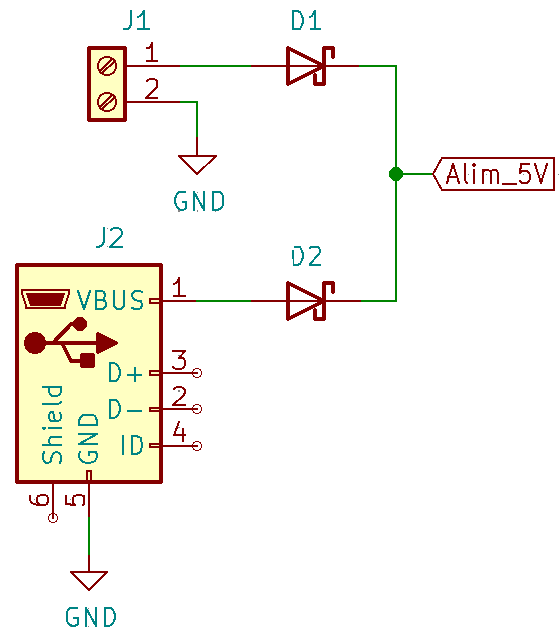 J1
D1
1
2
GND
Alim_5V
J2
D2
VBUS
1
D+
3
D-
2
ID
4
Shield
GND
6
5
GND